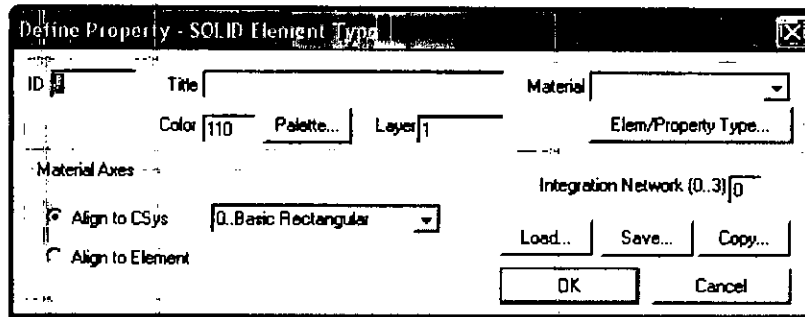 Define Property - SOLID Element Type
ID Title Material
Color 110 Palette... Layer 1 Elem/Property Type...
Material Axes
Integration Network (0..3) 0
Align to CSys 0..Basic Rectangular
Load... Save... Copy...
Align to Element
OK Cancel